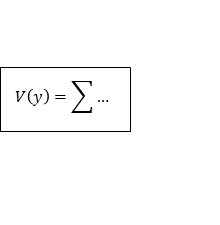 V(y) = ∑ ...